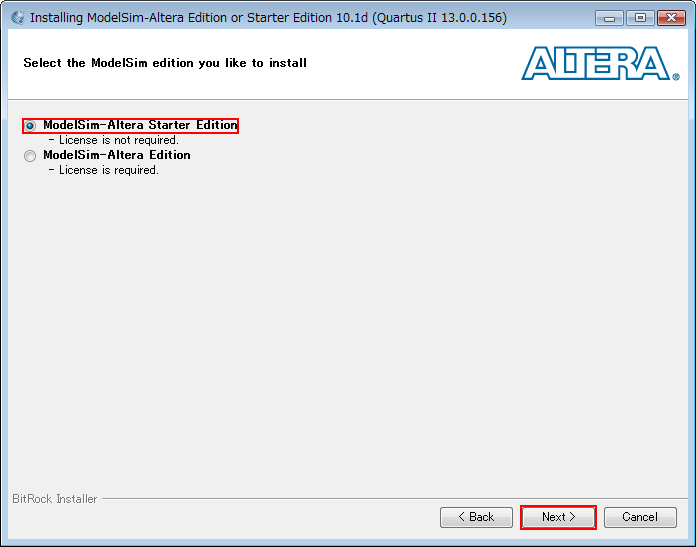 Installing ModelSim-Altera Edition or Starter Edition 10.1d (Quartus II 13.0.0.156)
Select the ModelSim edition you like to install
ALTERA®
ModelSim-Altera Starter Edition
- License is not required.
ModelSim-Altera Edition
- License is required.
BitRock Installer
< Back
Next >
Cancel